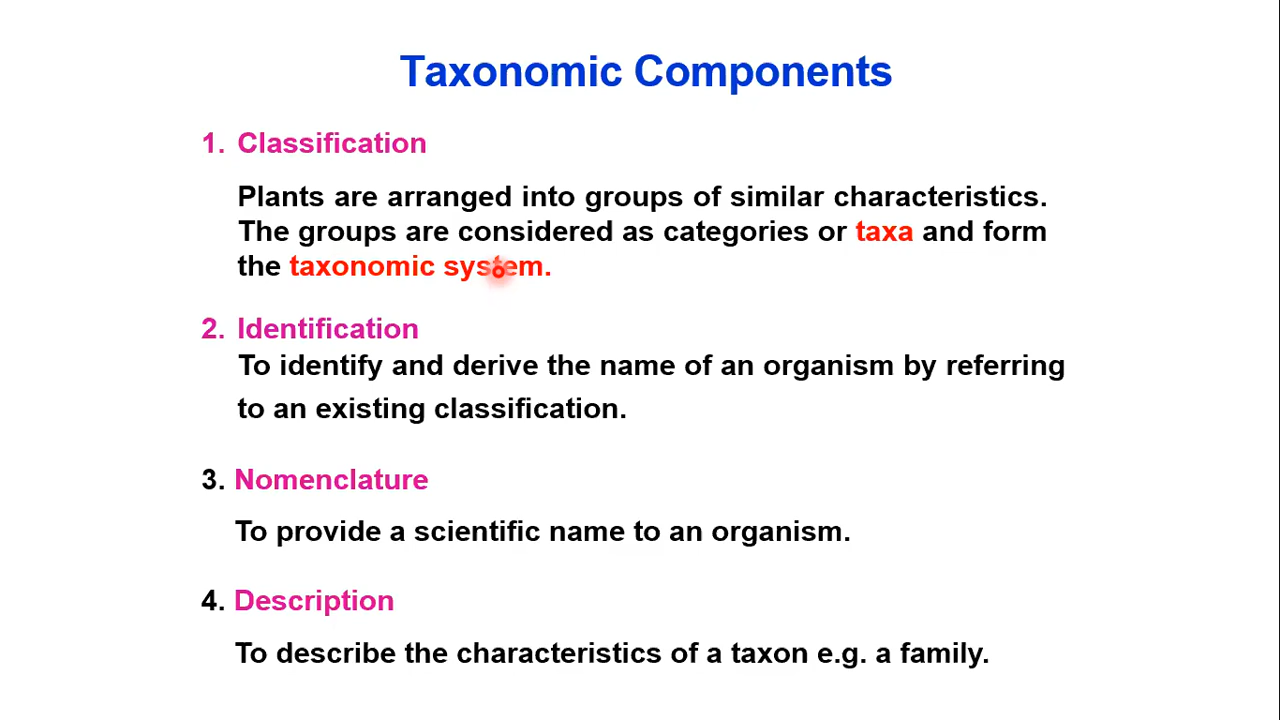 Taxonomic Components
1. Classification
Plants are arranged into groups of similar characteristics.
The groups are considered as categories or taxa and form
the taxonomic system.
2. Identification
To identify and derive the name of an organism by referring
to an existing classification.
3. Nomenclature
To provide a scientific name to an organism.
4. Description
To describe the characteristics of a taxon e.g. a family.